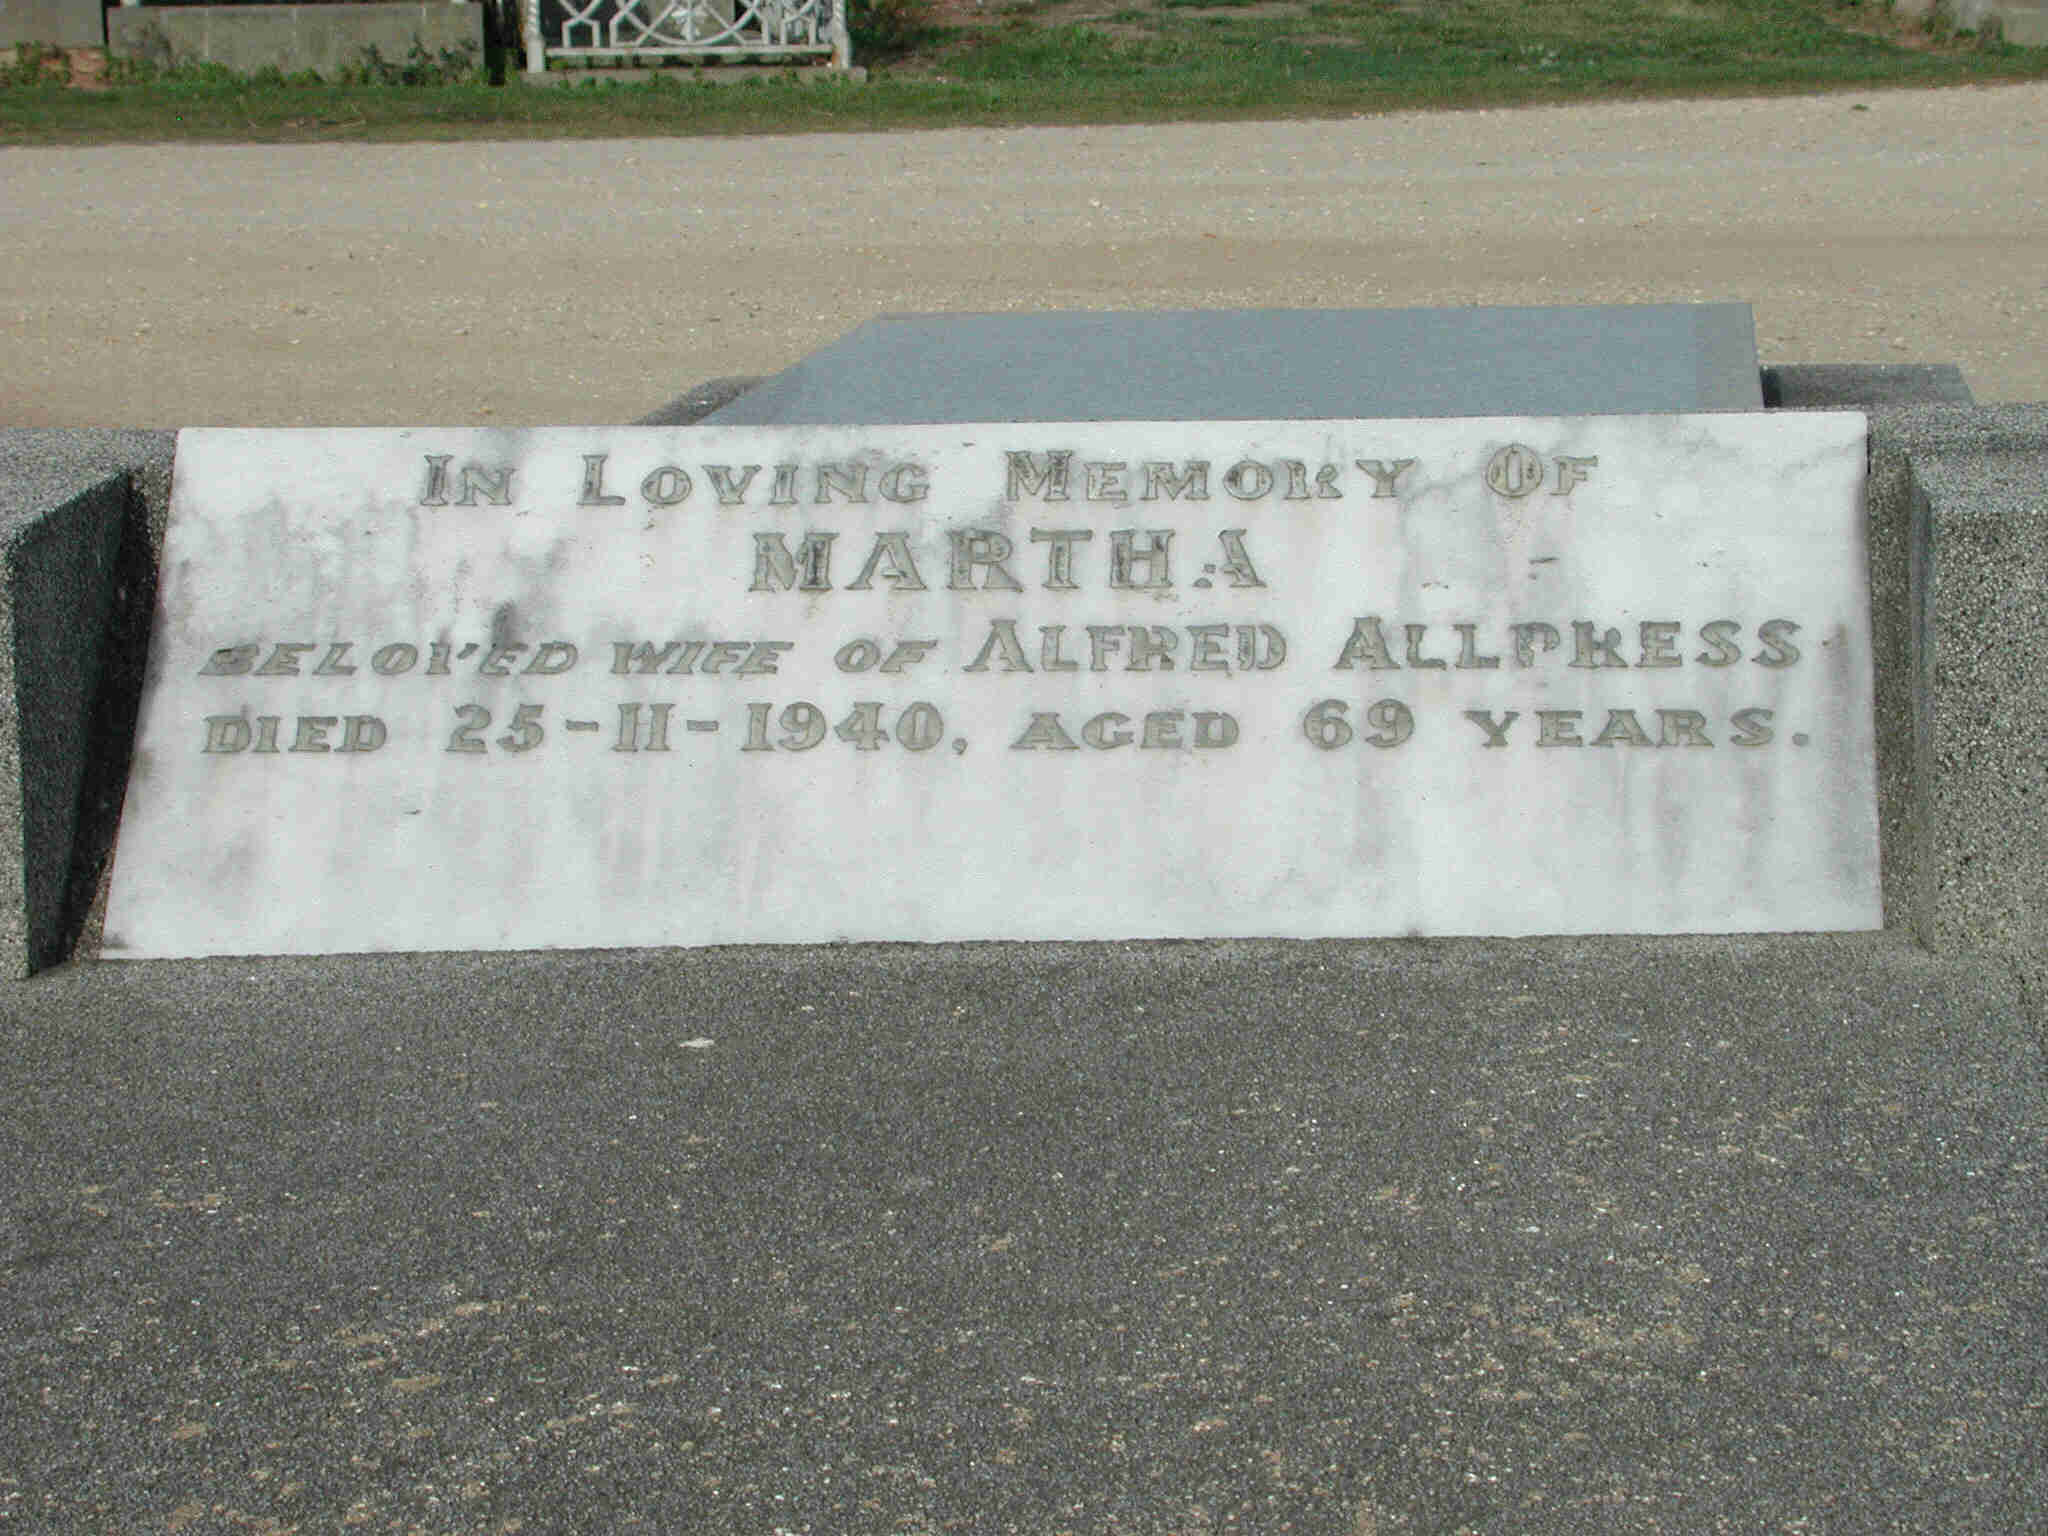 IN LOVING MEMORY OF
MARTHA
BELOVED WIFE OF ALFRED ALLPRESS
DIED 25-11-1940, AGED 69 YEARS.